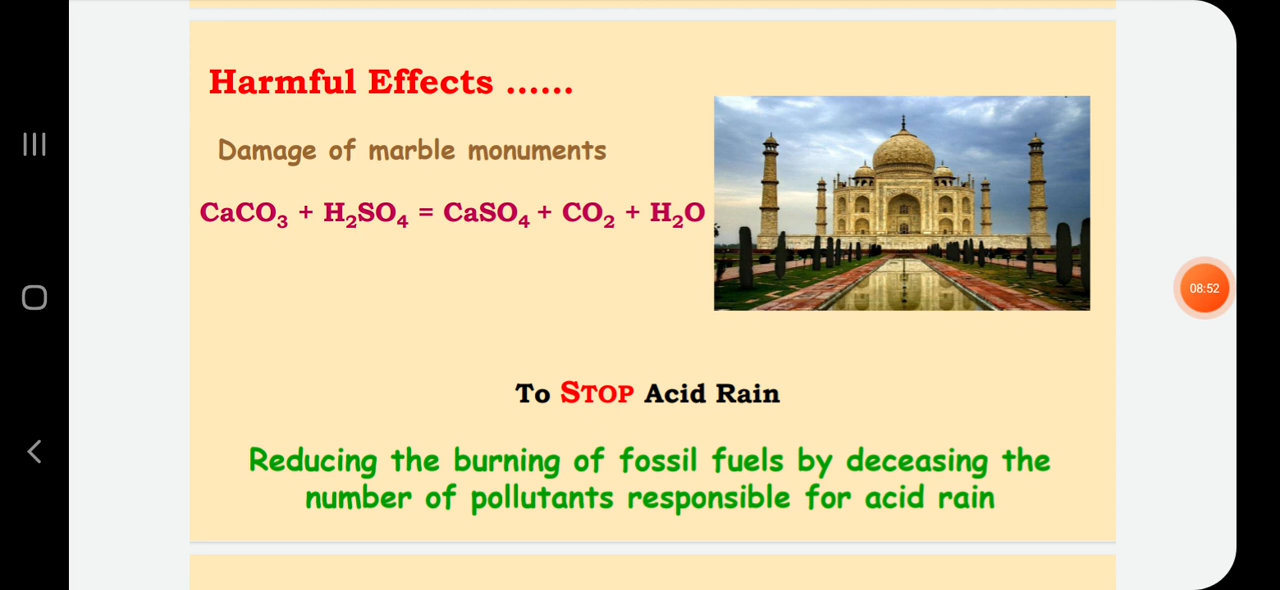 Harmful Effects ......
Damage of marble monuments
CaCO₃ + H₂SO₄ = CaSO₄ + CO₂ + H₂O
08:52
To STOP Acid Rain
Reducing the burning of fossil fuels by deceasing the
number of pollutants responsible for acid rain